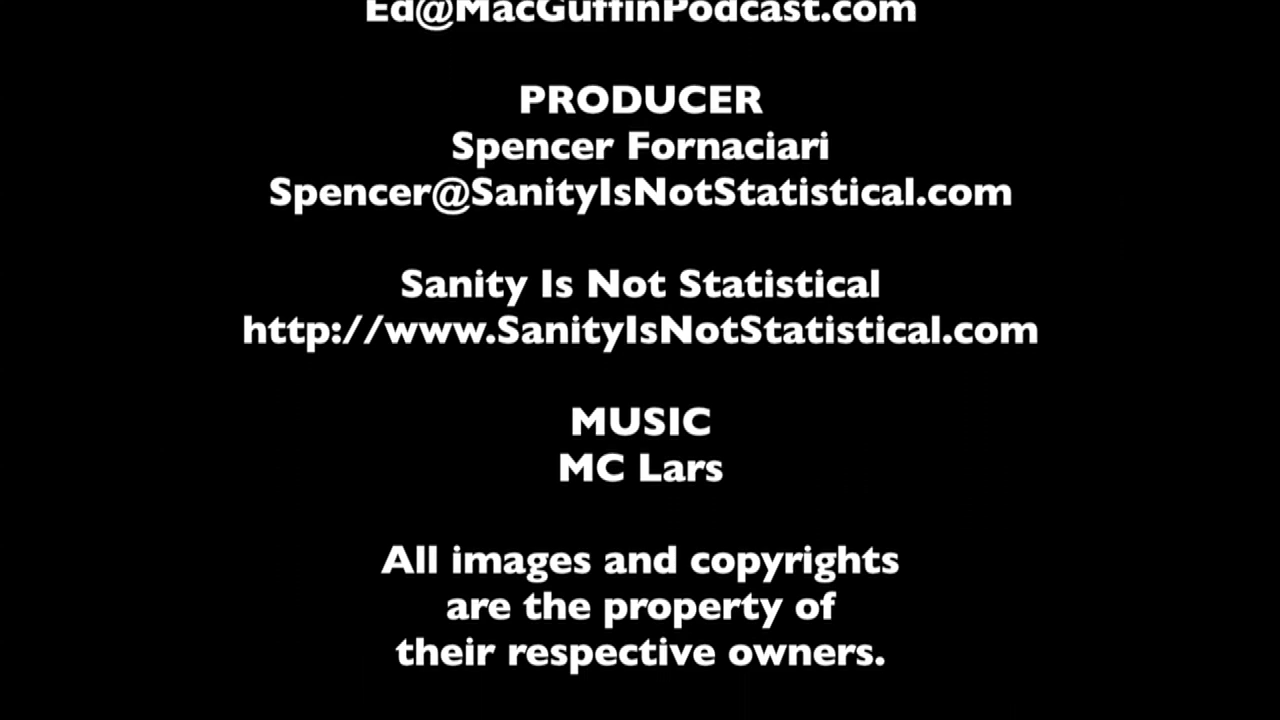 Ed@MacGuffinPodcast.com
PRODUCER
Spencer Fornaciari
Spencer@SanityIsNotStatistical.com
Sanity Is Not Statistical
http://www.SanityIsNotStatistical.com
MUSIC
MC Lars
All images and copyrights
are the property of
their respective owners.